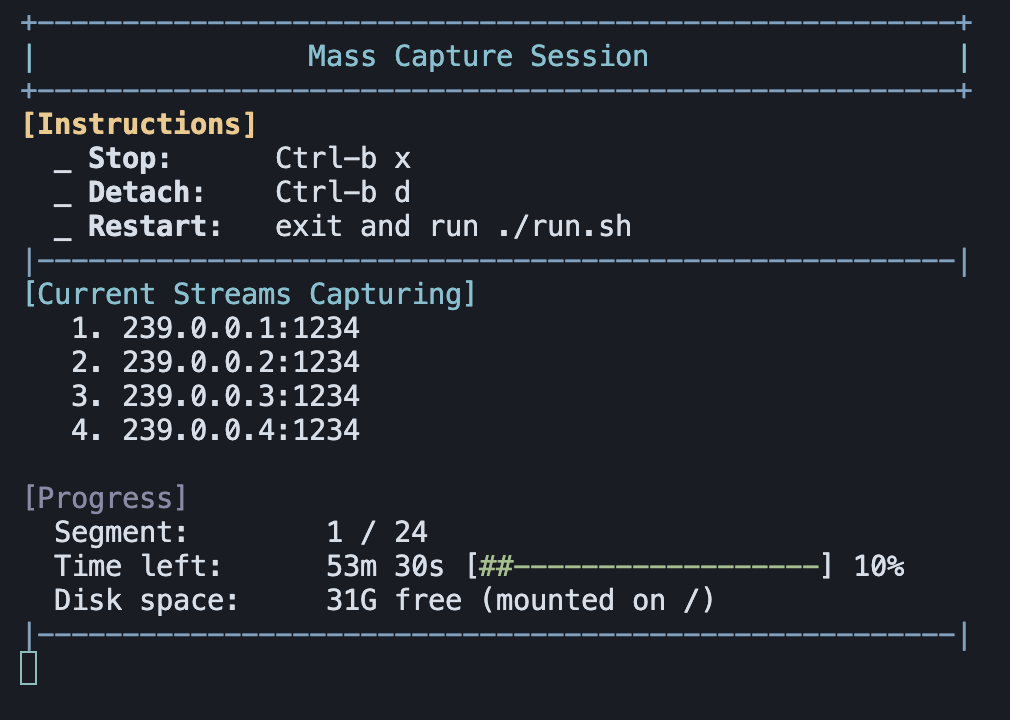 +------------------------------------------------------+
|                Mass Capture Session                  |
+------------------------------------------------------+
[Instructions]
  _ Stop:      Ctrl-b x
  _ Detach:    Ctrl-b d
  _ Restart:   exit and run ./run.sh
|------------------------------------------------------|
[Current Streams Capturing]
   1. 239.0.0.1:1234
   2. 239.0.0.2:1234
   3. 239.0.0.3:1234
   4. 239.0.0.4:1234

[Progress]
  Segment:        1 / 24
  Time left:      53m 30s [##------------------] 10%
  Disk space:     31G free (mounted on /)
|------------------------------------------------------|